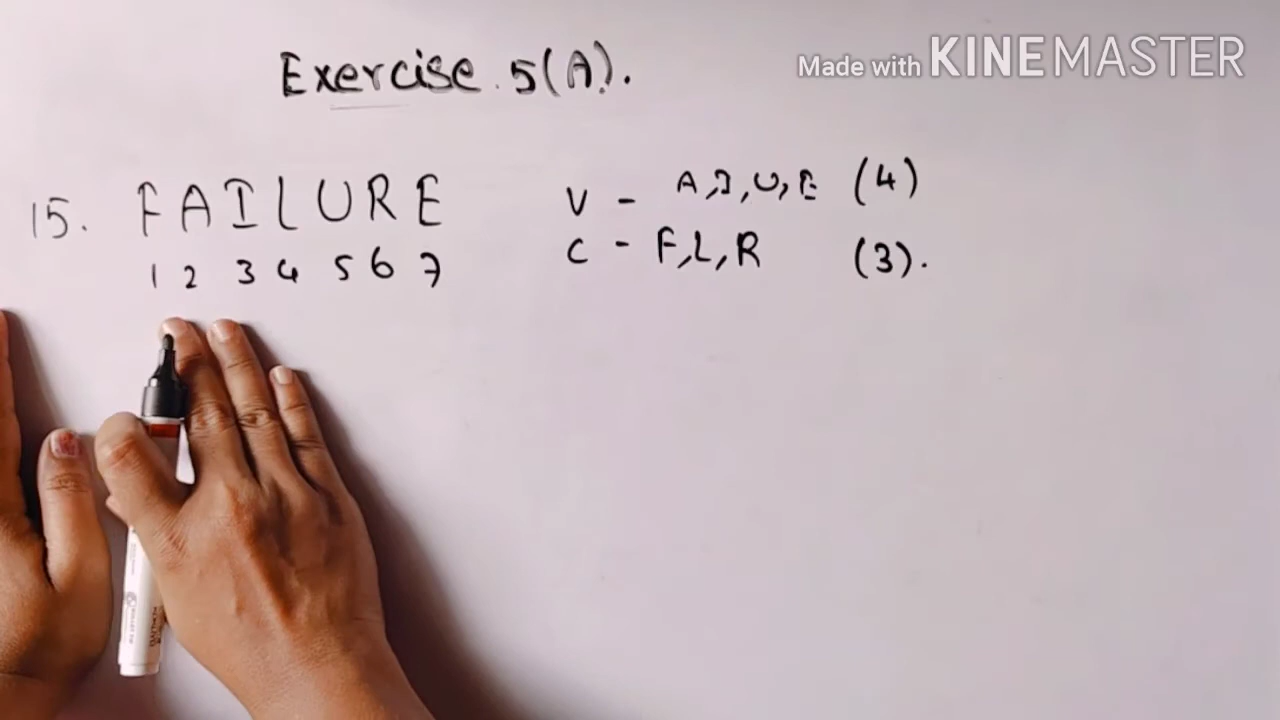 Made with KINEMASTER
Exercise 5(A).
15. FAILURE
1 2 3 4 5 6 7
V - A, I, U, E (4)
C - F, L, R (3).